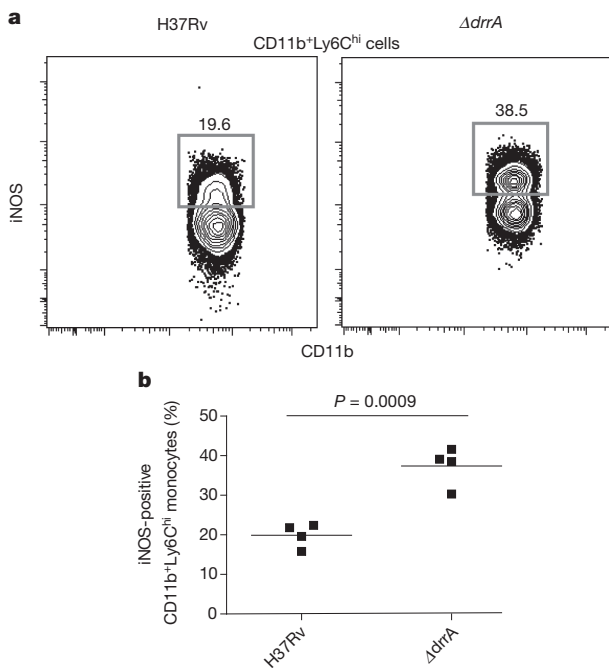 a
H37Rv
ΔdrrA
CD11b⁺Ly6Cʰⁱ cells
19.6
38.5
iNOS
CD11b
b
P = 0.0009
iNOS-positive
CD11b⁺Ly6Cʰⁱ monocytes (%)
50
40
30
20
10
0
H37Rv
ΔdrrA